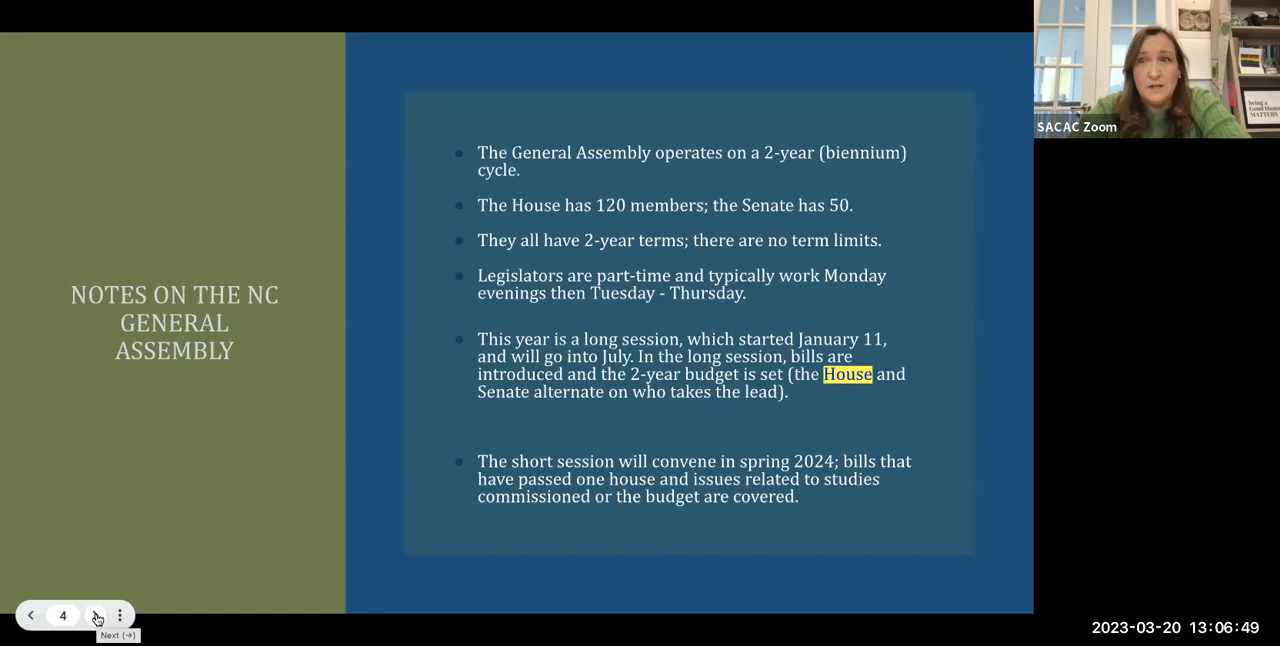 NOTES ON THE NC
GENERAL
ASSEMBLY
The General Assembly operates on a 2-year (biennium)
cycle.
The House has 120 members; the Senate has 50.
They all have 2-year terms; there are no term limits.
Legislators are part-time and typically work Monday
evenings then Tuesday - Thursday.
This year is a long session, which started January 11,
and will go into July. In the long session, bills are
introduced and the 2-year budget is set (the House and
Senate alternate on who takes the lead).
The short session will convene in spring 2024; bills that
have passed one house and issues related to studies
commissioned or the budget are covered.
4
Next (→)
being a
Good Human
MATTERS
SACAC Zoom
2023-03-20 13:06:49